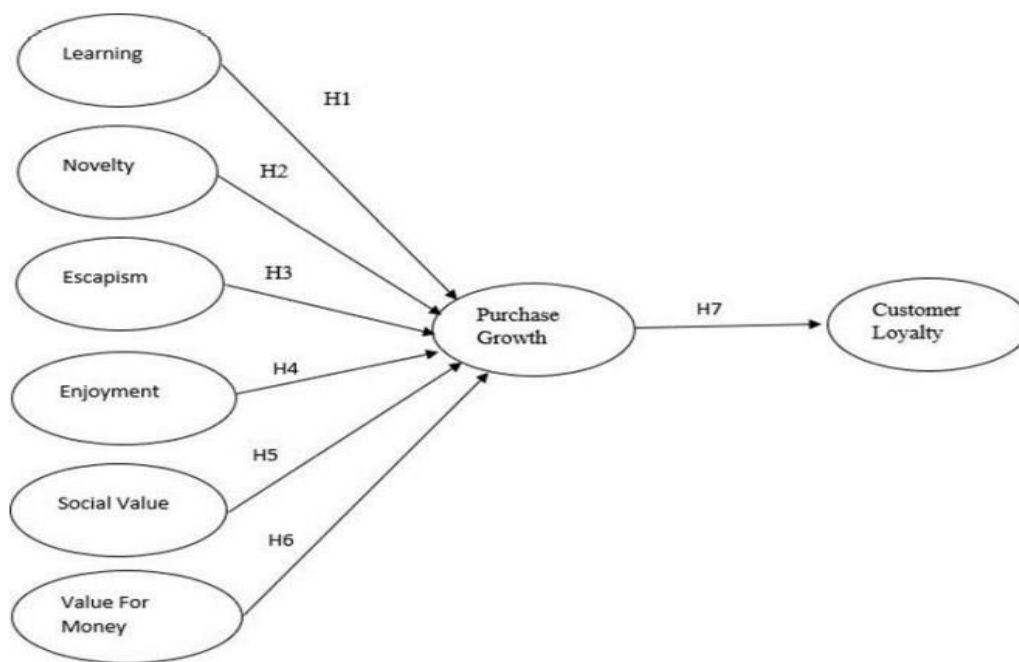 Learning
H1
Novelty
H2
Escapism
H3
Purchase
Growth
H7
Customer
Loyalty
Enjoyment
H4
Social Value
H5
Value For
Money
H6